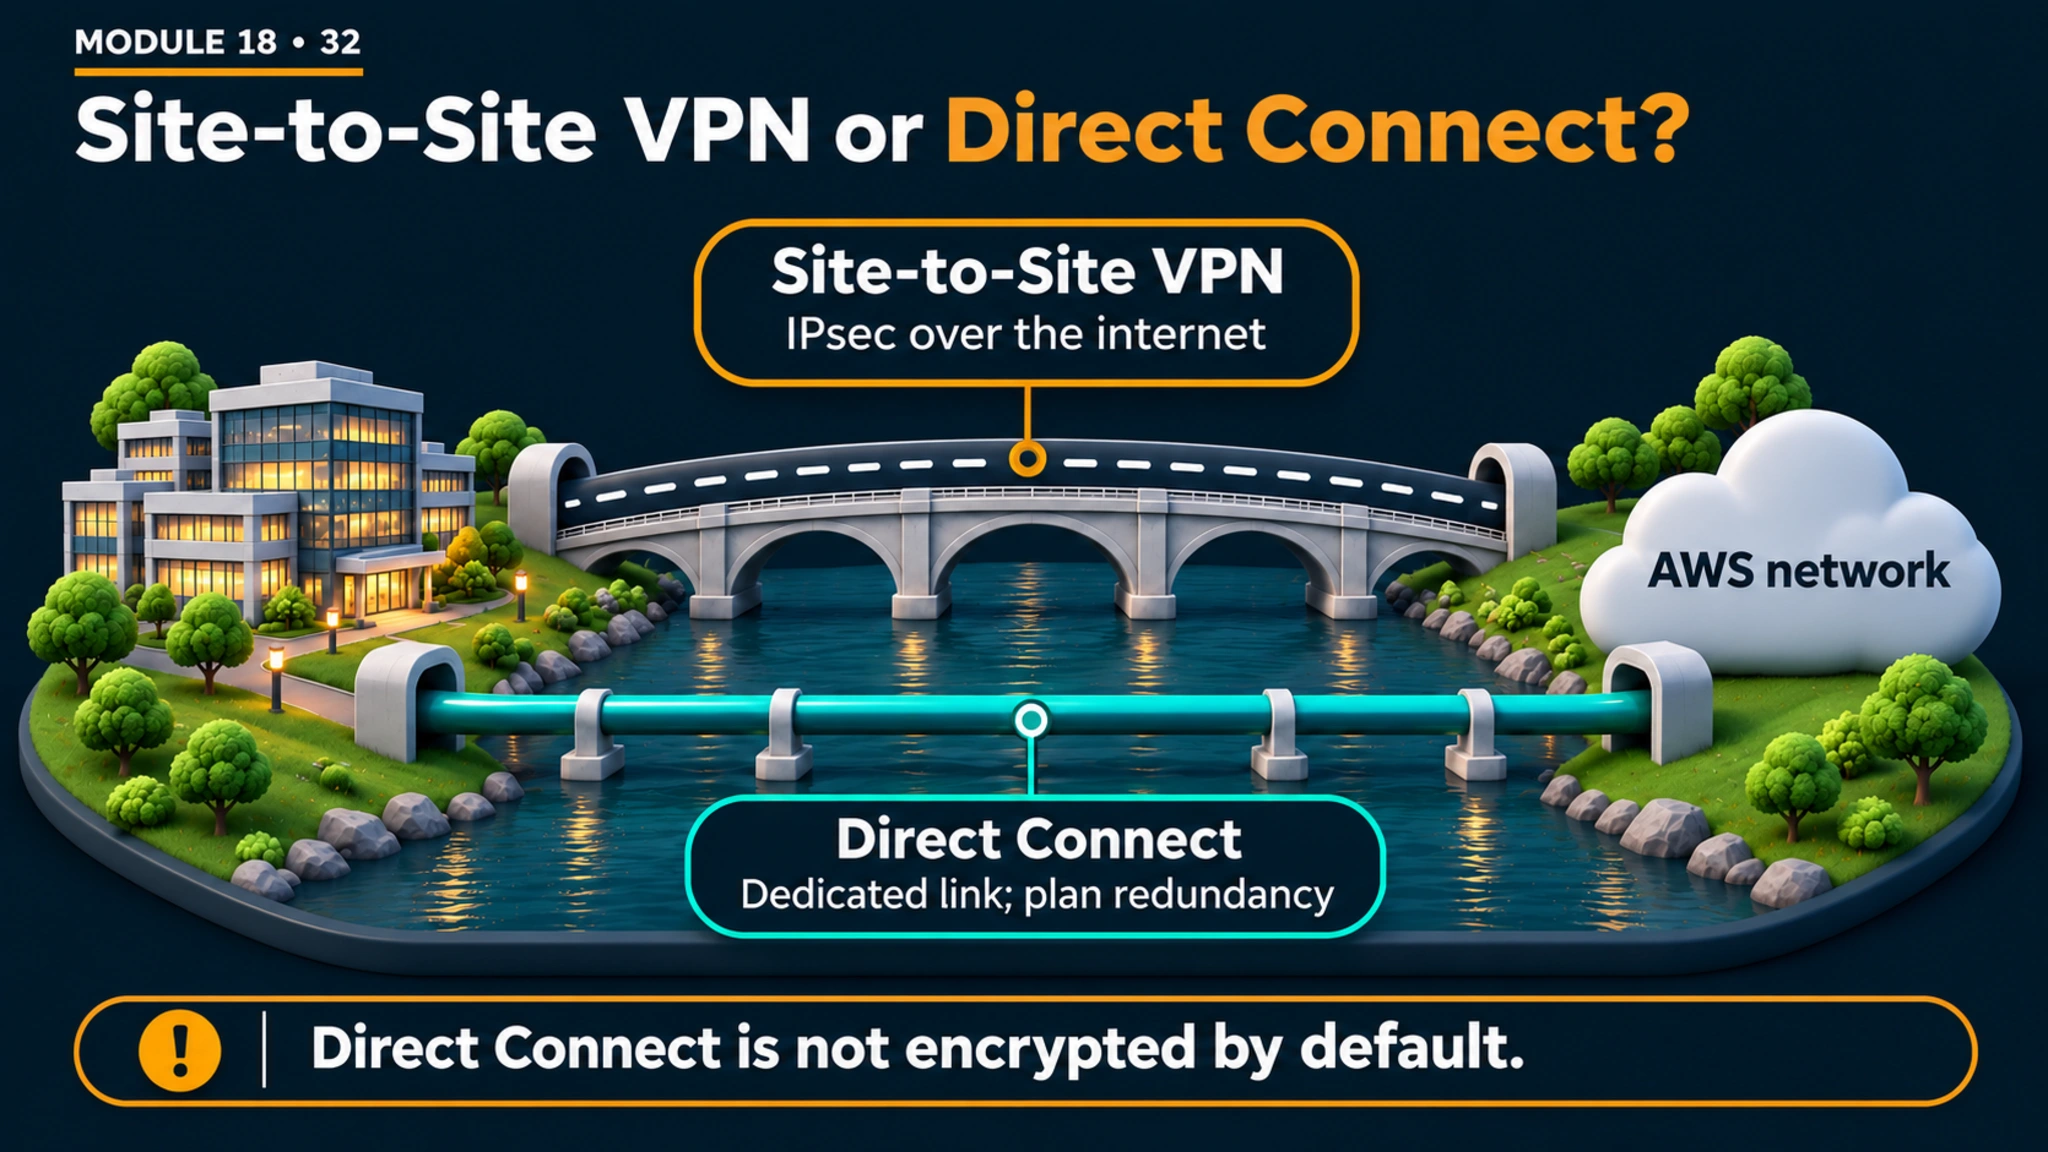 MODULE 18 • 32
Site-to-Site VPN or Direct Connect?
Site-to-Site VPN
IPsec over the internet
AWS network
Direct Connect
Dedicated link; plan redundancy
! Direct Connect is not encrypted by default.